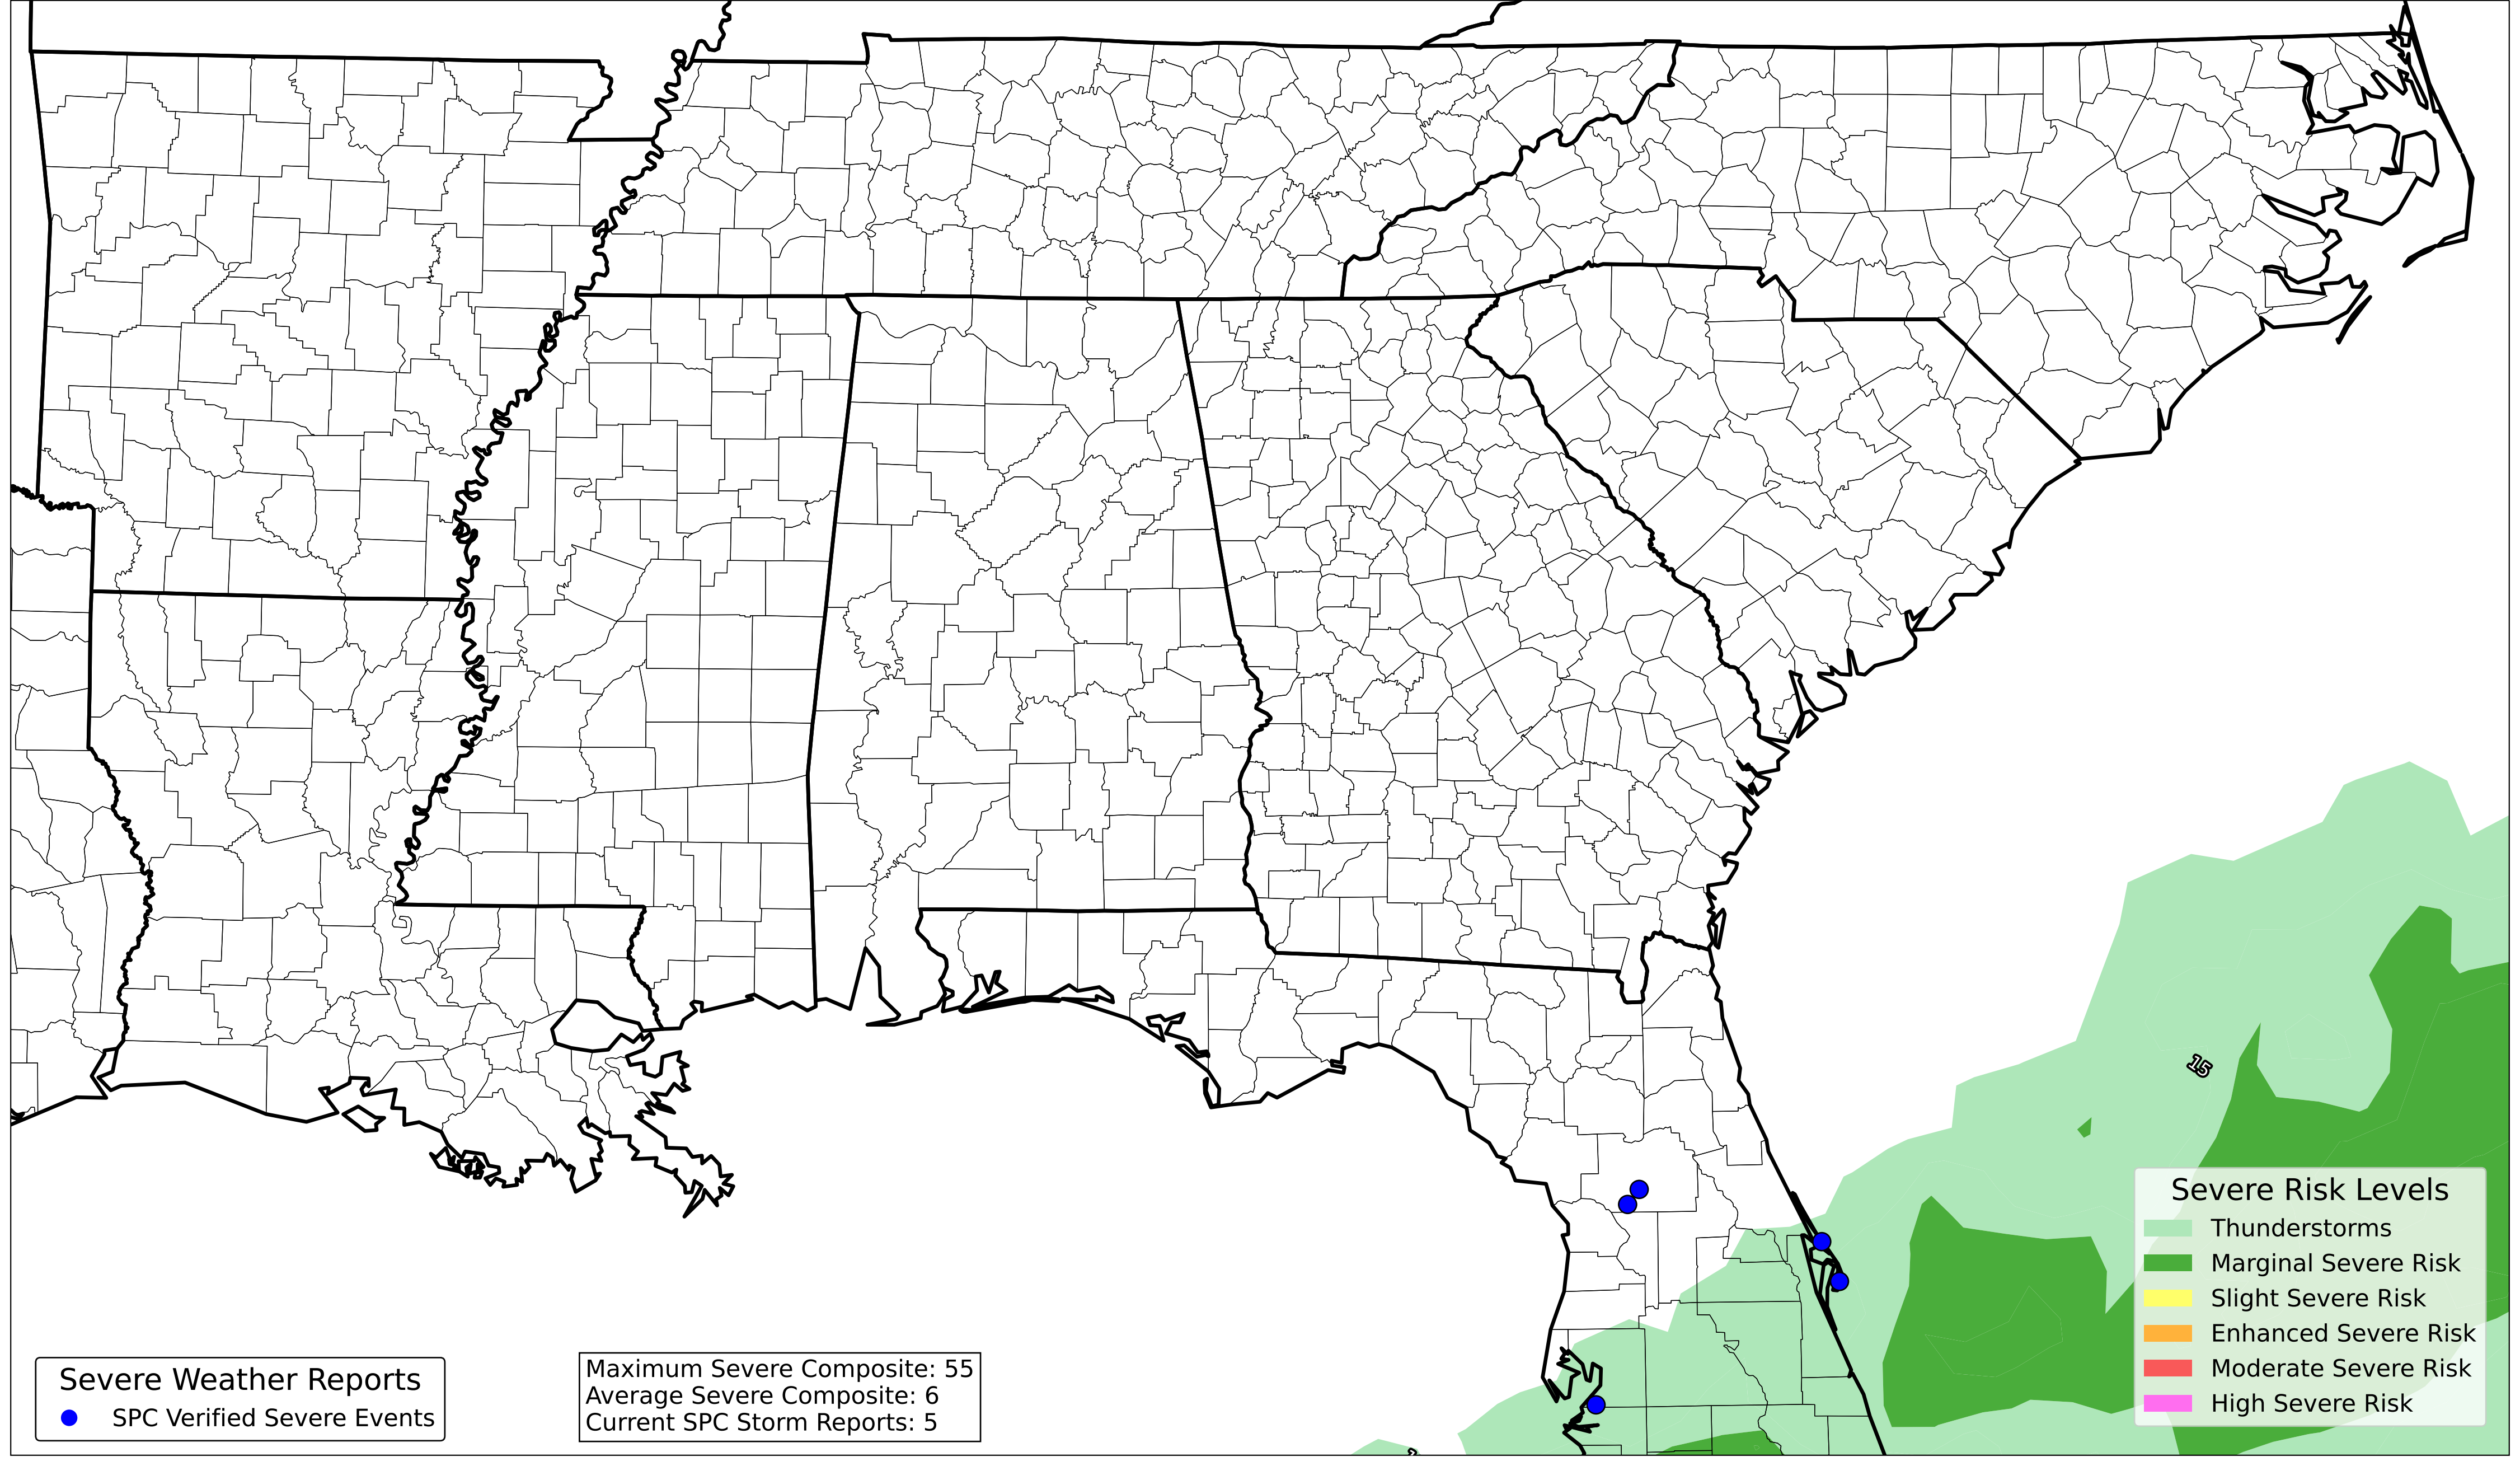 15
Severe Risk Levels
Thunderstorms
Marginal Severe Risk
Slight Severe Risk
Enhanced Severe Risk
Moderate Severe Risk
High Severe Risk
Severe Weather Reports
SPC Verified Severe Events
Maximum Severe Composite: 55
Average Severe Composite: 6
Current SPC Storm Reports: 5